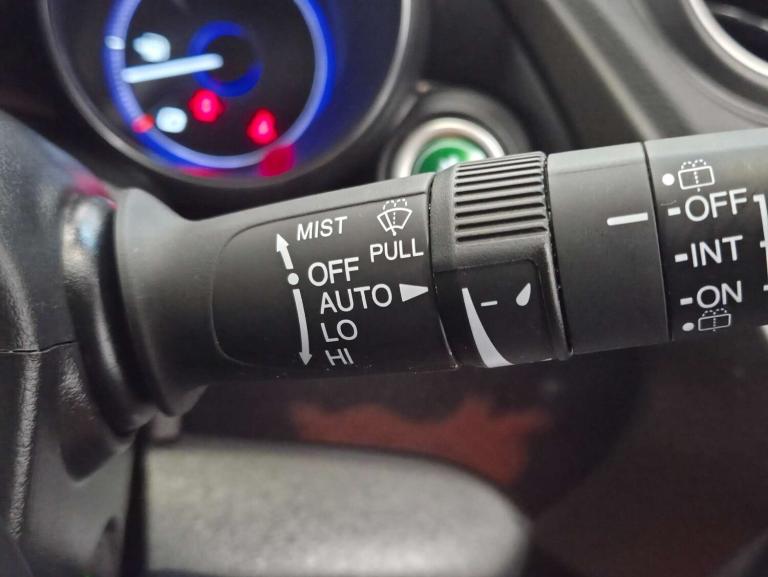 MIST
PULL
OFF
AUTO
LO
HI
OFF
INT
ON